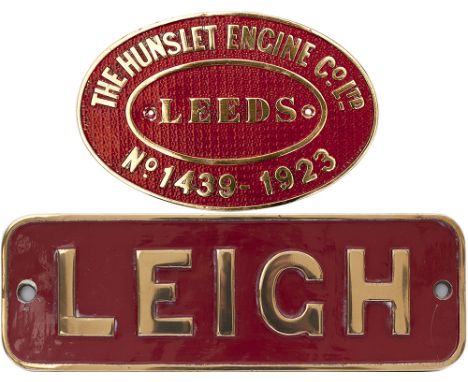 THE HUNSLET ENGINE CO LTD
LEEDS
NO 1439-1923
LEIGH